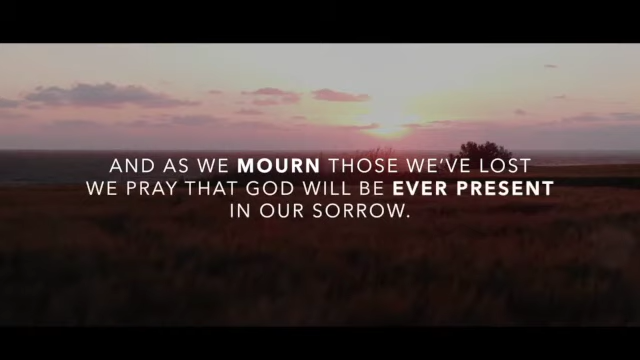 AND AS WE MOURN THOSE WE'VE LOST
WE PRAY THAT GOD WILL BE EVER PRESENT
IN OUR SORROW.